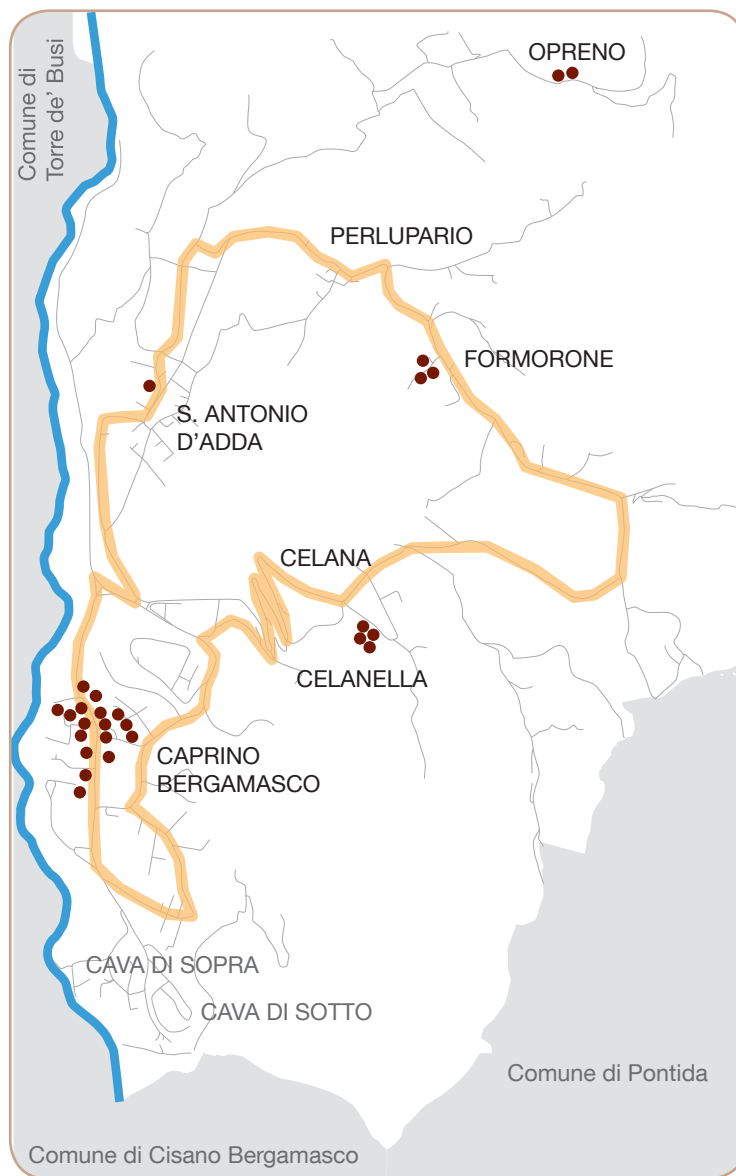 OPRENO
Comune di
Torre de’ Busi
PERLUPARIO
FORMORONE
S. ANTONIO
D’ADDA
CELANA
CELANELLA
CAPRINO
BERGAMASCO
CAVA DI SOPRA
CAVA DI SOTTO
Comune di Pontida
Comune di Cisano Bergamasco